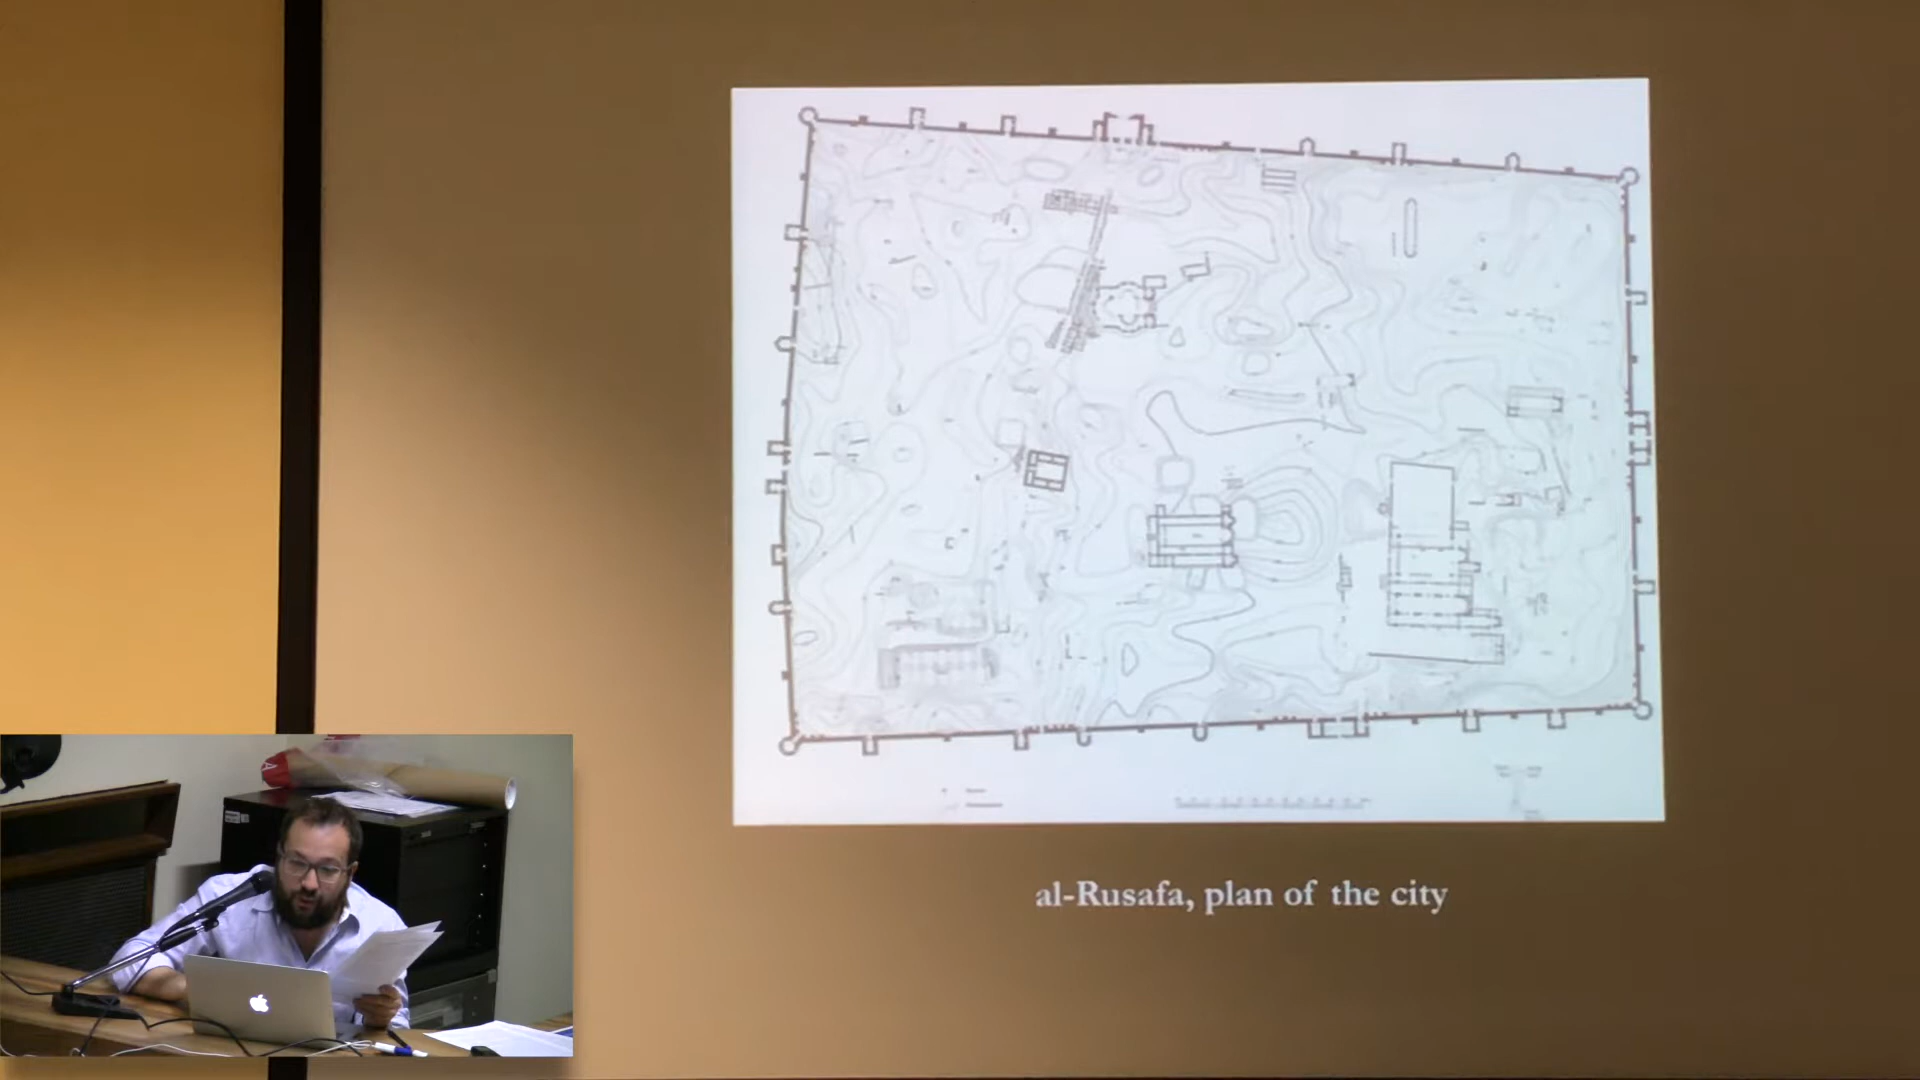 al-Rusafa, plan of the city